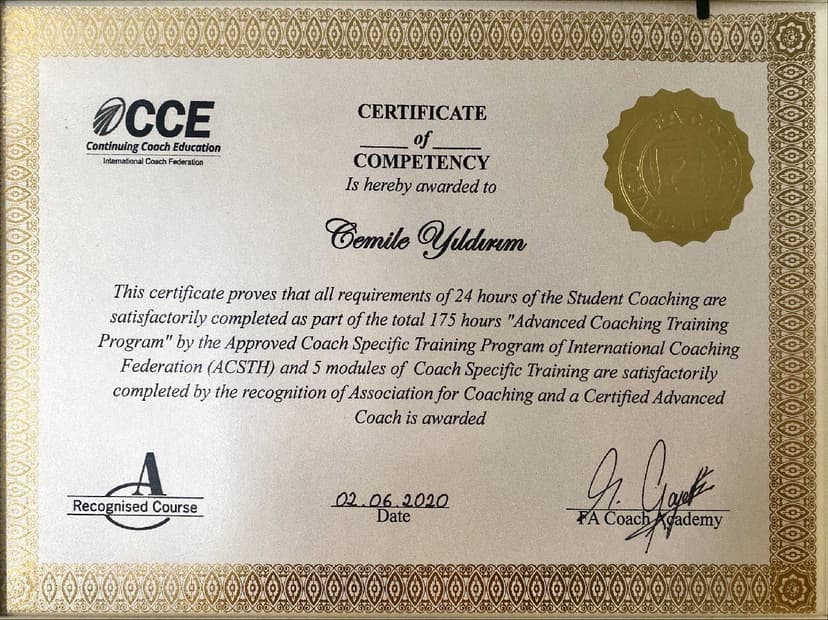 CCE
Continuing Coach Education
International Coach Federation
CERTIFICATE
of
COMPETENCY
Is hereby awarded to
Cemile Yıldırım
This certificate proves that all requirements of 24 hours of the Student Coaching are
satisfactorily completed as part of the total 175 hours "Advanced Coaching Training
Program" by the Approved Coach Specific Training Program of International Coaching
Federation (ACSTH) and 5 modules of Coach Specific Training are satisfactorily
completed by the recognition of Association for Coaching and a Certified Advanced
Coach is awarded
A
Recognised Course
02.06.2020
Date
FA Coach Academy